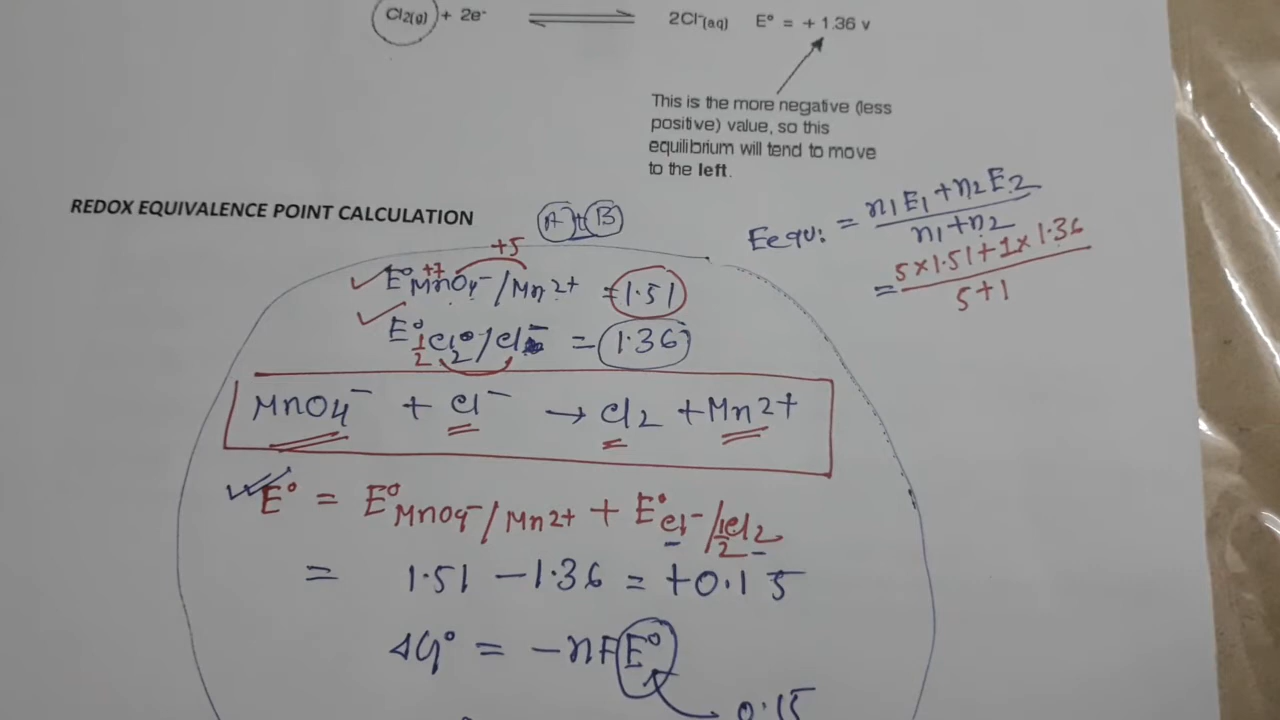 Cl2(g) + 2e- ⇌ 2Cl-(aq) E° = + 1.36 v
This is the more negative (less
positive) value, so this
equilibrium will tend to move
to the left.
REDOX EQUIVALENCE POINT CALCULATION
A B
Eequ: = n1E1+n2E2 / n1+n2
= 5×1.51+1×1.36 / 5+1
+5
+7
E°MnO4-/Mn2+ = 1.51
E°1/2Cl2°/Cl- = 1.36
MnO4- + Cl- → Cl2 + Mn2+
E° = E°MnO4-/Mn2+ + E°Cl-/1/2Cl2
= 1.51 - 1.36 = +0.15
ΔG° = -nFE°
0.15